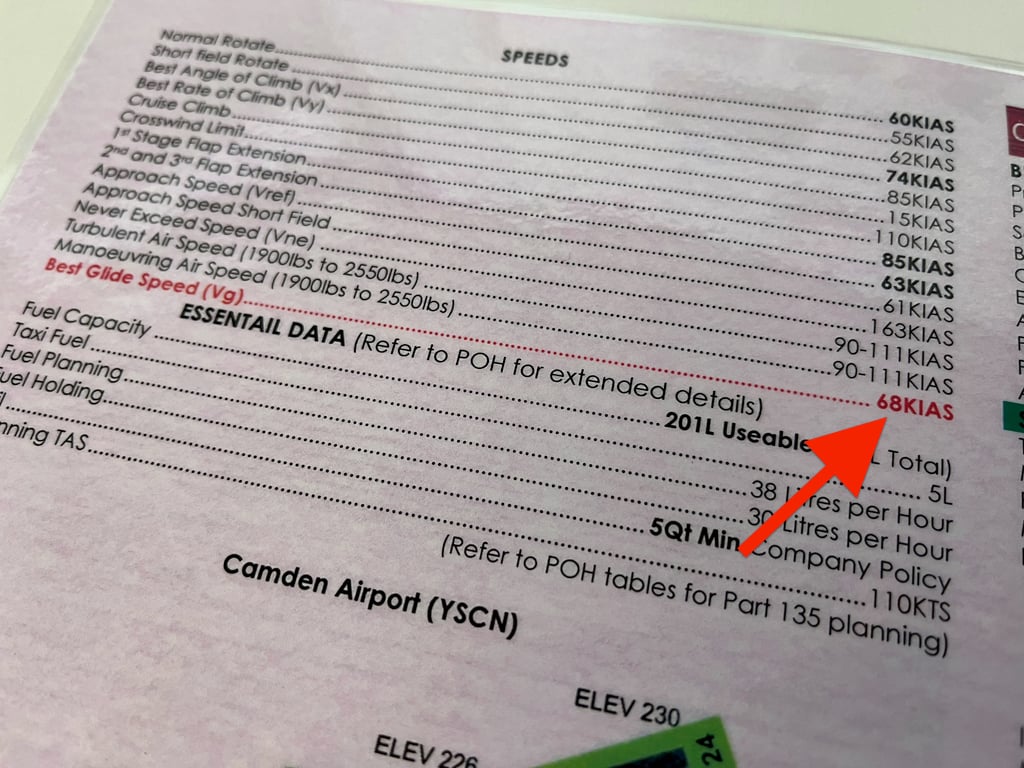 SPEEDS
Normal Rotate 60KIAS
Short field Rotate 55KIAS
Best Angle of Climb (Vx) 62KIAS
Best Rate of Climb (Vy) 74KIAS
Cruise Climb 85KIAS
Crosswind Limit 15KIAS
1st Stage Flap Extension 110KIAS
2nd and 3rd Flap Extension 85KIAS
Approach Speed (Vref) 63KIAS
Approach Speed Short Field 61KIAS
Never Exceed Speed (Vne) 163KIAS
Turbulent Air Speed (1900lbs to 2550lbs) 90-111KIAS
Manoeuvring Air Speed (1900lbs to 2550lbs) 90-111KIAS
Best Glide Speed (Vg) 68KIAS
ESSENTAIL DATA (Refer to POH for extended details)
Fuel Capacity 201L Useable L Total)
Taxi Fuel 5L
Fuel Planning 38 Litres per Hour
Fuel Holding 30 Litres per Hour
5Qt Min Company Policy
TAS 110KTS
(Refer to POH tables for Part 135 planning)
Camden Airport (YSCN)
ELEV 230
ELEV 226
24